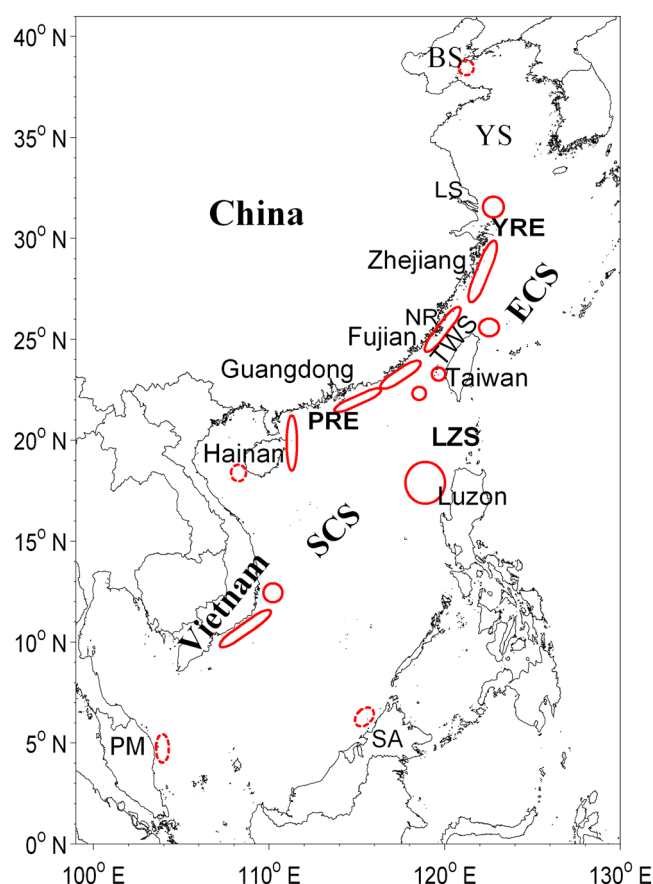 40° N
BS
35° N
YS
LS
China
30° N
YRE
Zhejiang
ECS
25° N
NR
Fujian
TWS
Guangdong
Taiwan
20° N
PRE
LZS
Hainan
Luzon
SCS
15° N
Vietnam
10° N
5° N
PM
SA
0° N
100° E
110° E
120° E
130° E